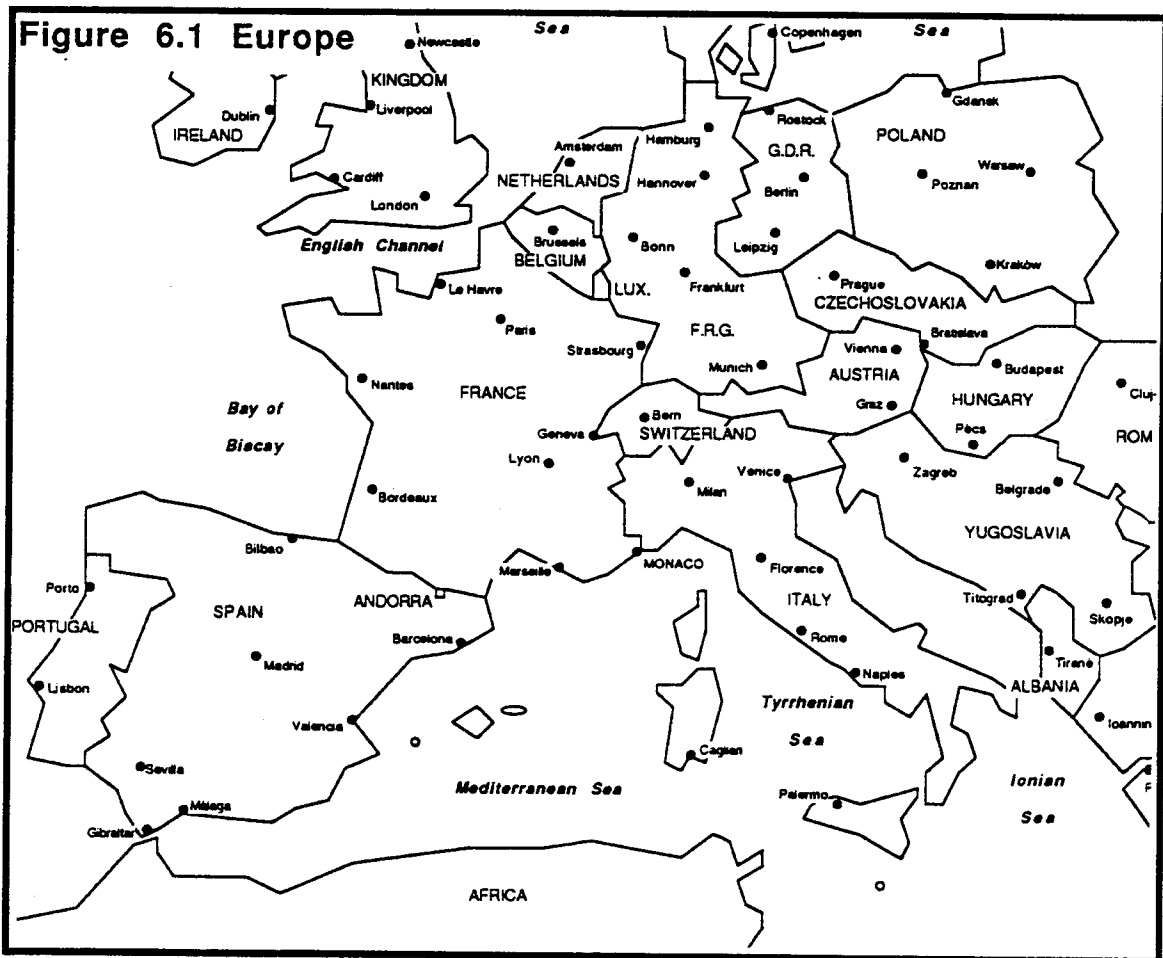 Figure 6.1 Europe
Sea
Sea
Copenhagen
Newcastle
KINGDOM
Liverpool
Dublin
IRELAND
Gdansk
Rostock
Hamburg
POLAND
G.D.R.
Amsterdam
Cardiff
NETHERLANDS
Hannover
Berlin
Poznan
Warsaw
London
English Channel
Brussels
BELGIUM
Bonn
Leipzig
Kraków
LUX.
Frankfurt
Prague
CZECHOSLOVAKIA
Le Havre
Paris
F.R.G.
Strasbourg
Vienna
Bratislava
Munich
AUSTRIA
Budapest
Nantes
FRANCE
HUNGARY
Cluj-
Graz
Bay of
Biscay
Bern
SWITZERLAND
Geneva
Pècs
ROM
Lyon
Venice
Zagreb
Milan
Belgrade
Bordeaux
YUGOSLAVIA
Bilbao
Marseille
MONACO
Florence
Porto
ANDORRA
ITALY
Titograd
Skopje
SPAIN
PORTUGAL
Barcelona
Rome
Madrid
Tiranë
Lisbon
Naples
ALBANIA
Tyrrhenian
Sea
Valencia
Ioannin
Cagliari
Sevilla
Mediterranean Sea
Ionian
Sea
Palermo
Málaga
Gibraltar
AFRICA